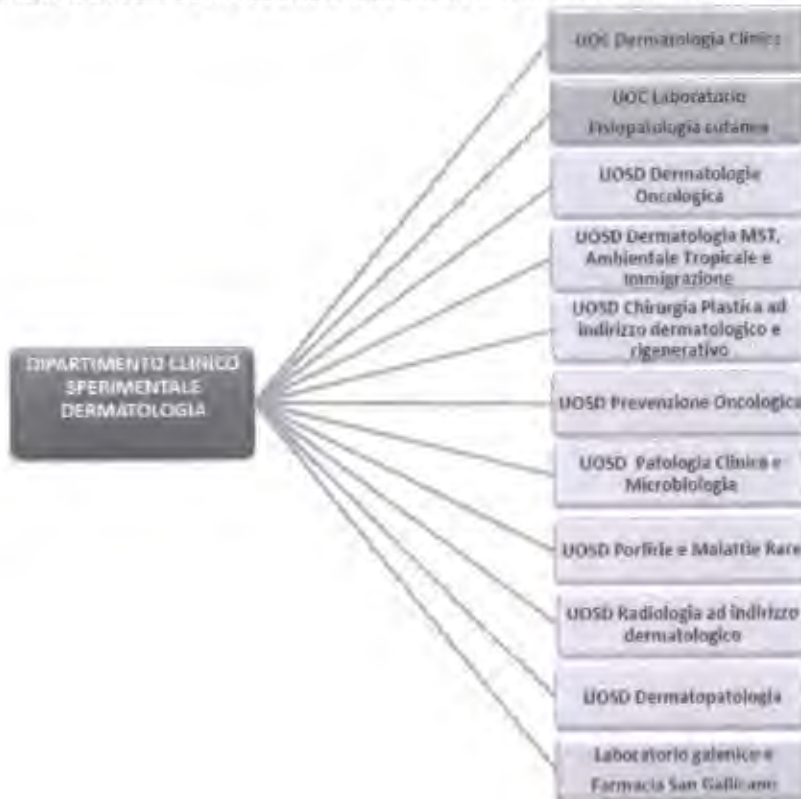 DIPARTIMENTO CLINICO
SPERIMENTALE
DERMATOLOGIA
UOC Dermatologia Clinica
UOC Laboratorio
Fisiopatologia cutanea
UOSD Dermatologia
Oncologica
UOSD Dermatologia MST,
Ambientale Tropicale e
Immigrazione
UOSD Chirurgia Plastica ad
indirizzo dermatologico e
rigenerativo
UOSD Prevenzione Oncologica
UOSD Patologia Clinica e
Microbiologia
UOSD Porfirie e Malattie Rare
UOSD Radiologia ad indirizzo
dermatologico
UOSD Dermatopatologia
Laboratorio galenico e
Farmacia San Gallicano